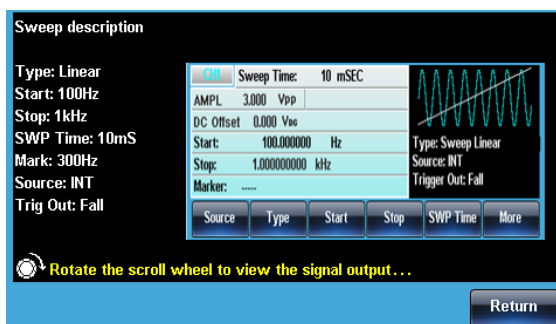 Sweep description
Type: Linear
Start: 100Hz
Stop: 1kHz
SWP Time: 10mS
Mark: 300Hz
Source: INT
Trig Out: Fall
CH1 Sweep Time: 10 mSEC
AMPL 3.000 Vpp
DC Offset 0.000 VDC
Start: 100.000000 Hz
Stop: 1.000000000 kHz
Marker: ----
Type: Sweep Linear
Source: INT
Trigger Out: Fall
Source Type Start Stop SWP Time More
Rotate the scroll wheel to view the signal output...
Return